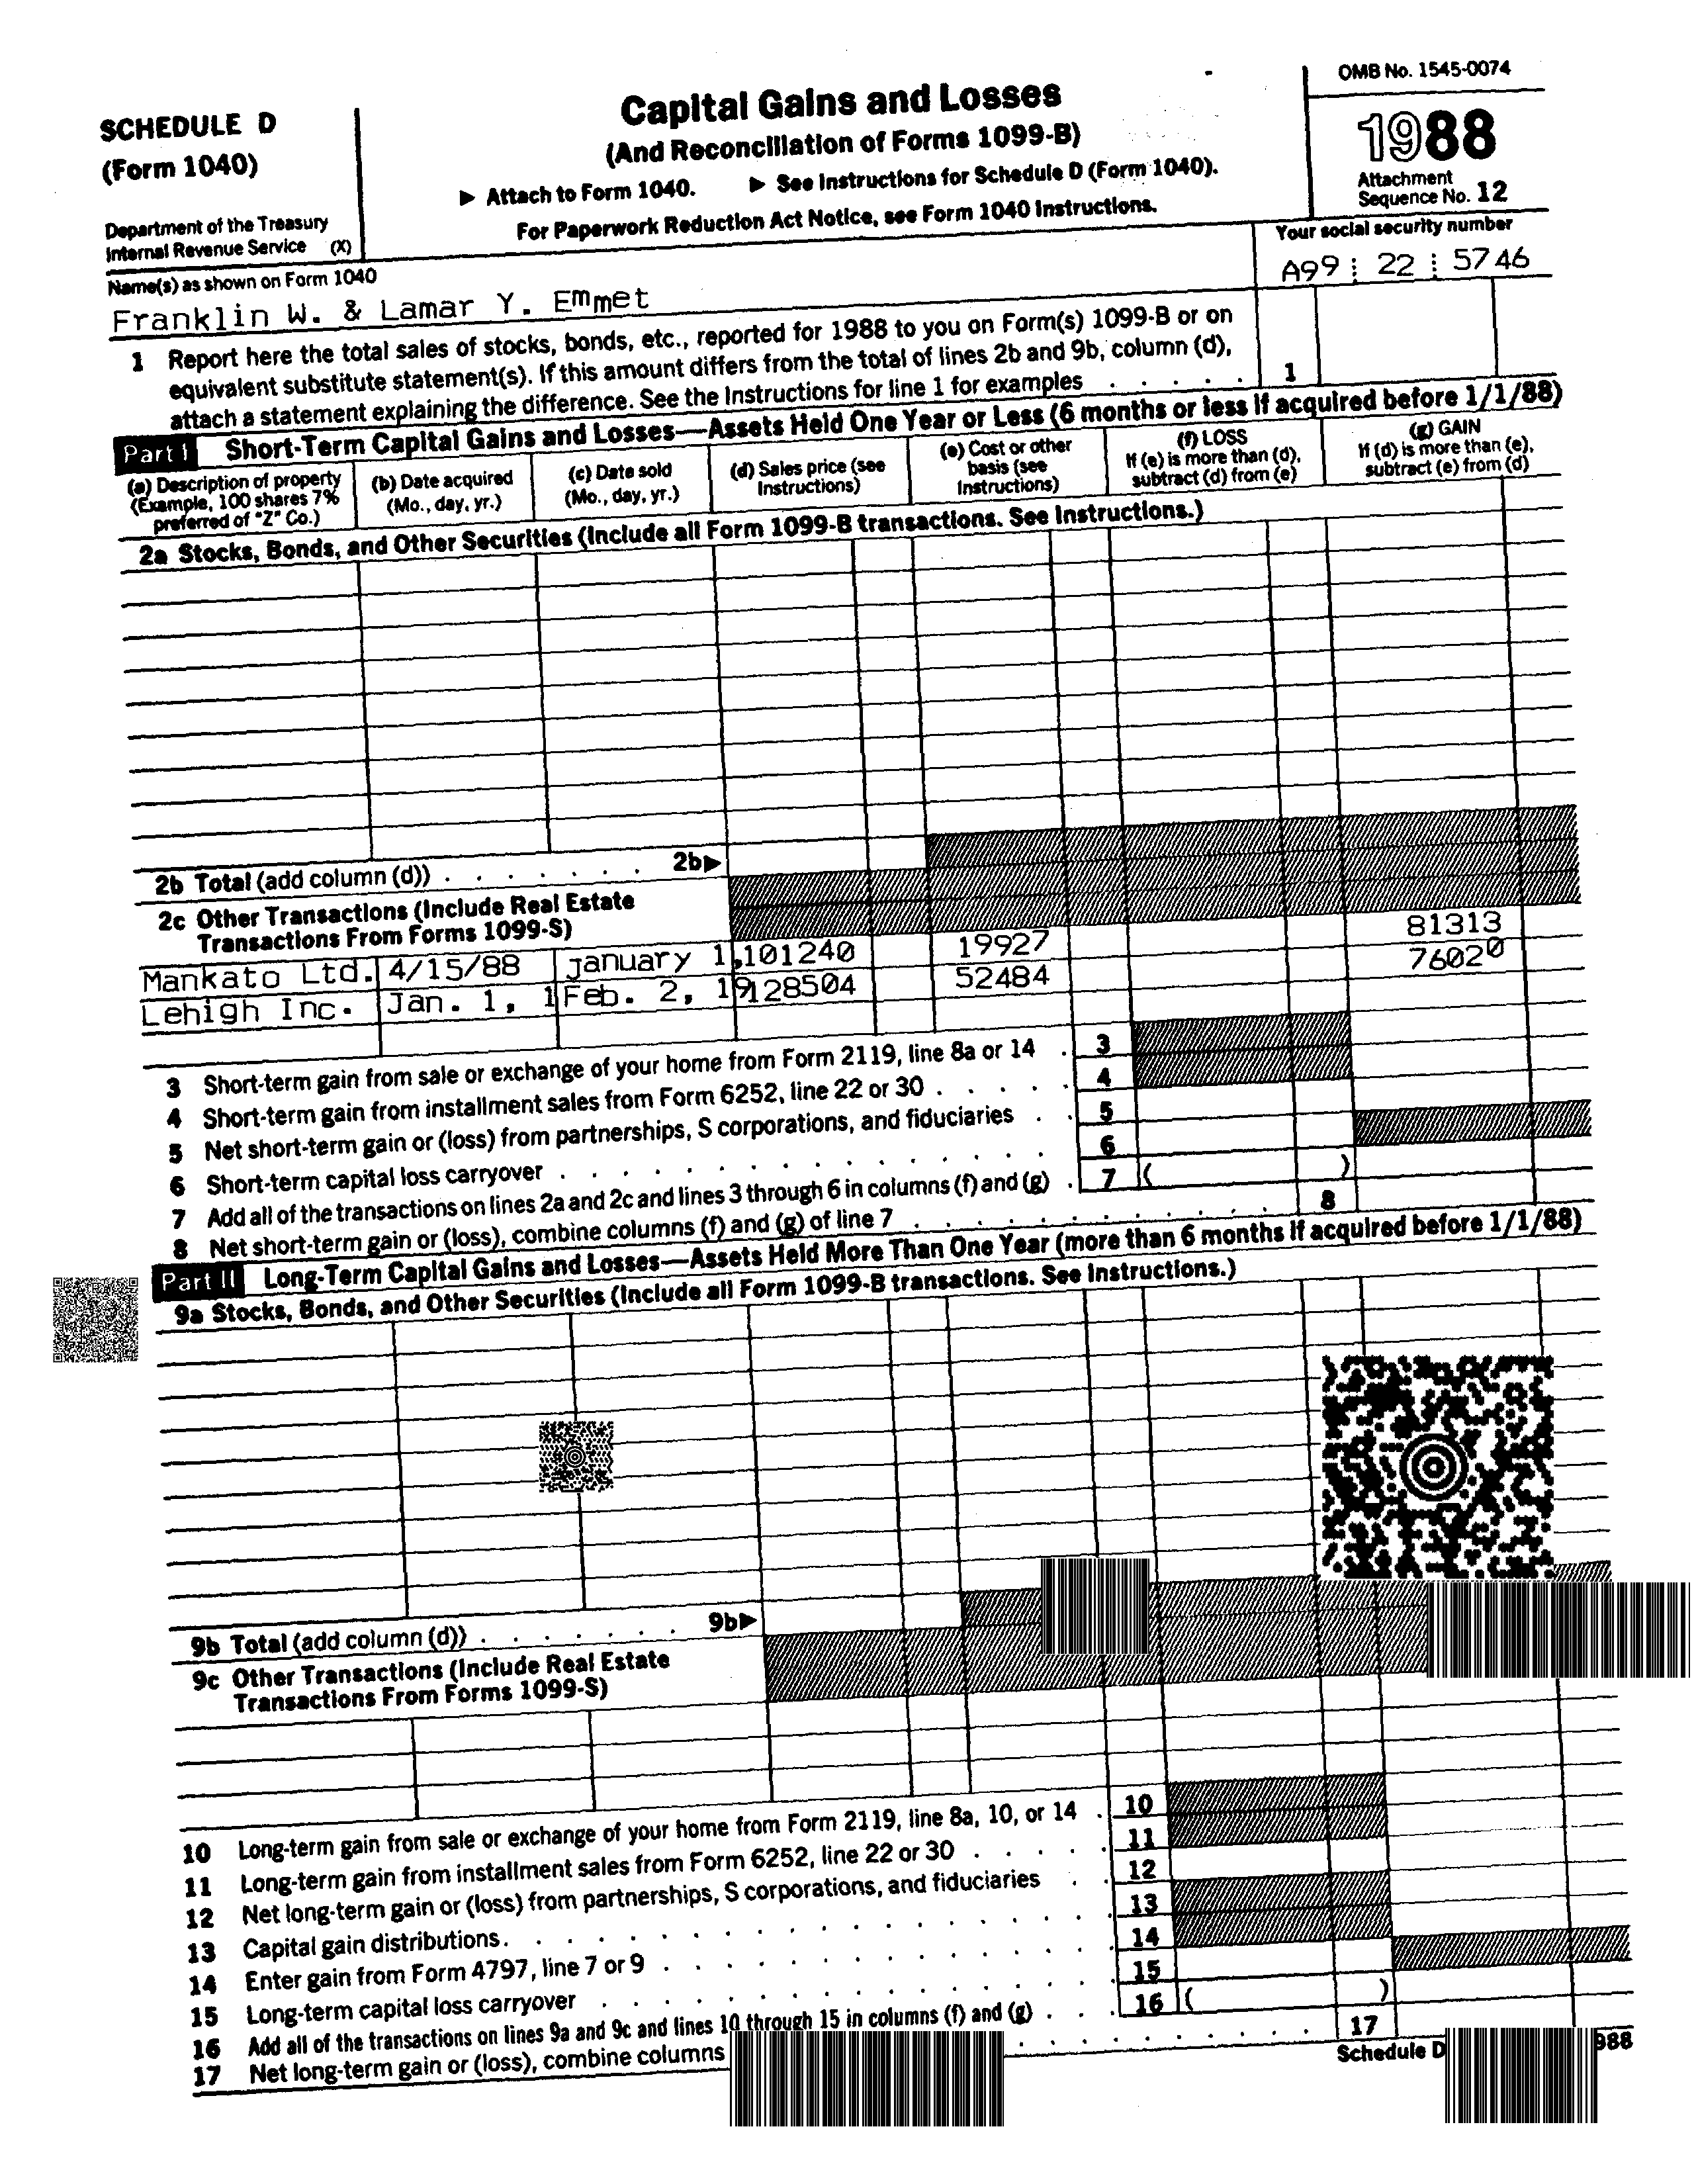 SCHEDULE D
(Form 1040)
Department of the Treasury
Internal Revenue Service (X)
Capital Gains and Losses
(And Reconciliation of Forms 1099-B)
▶ Attach to Form 1040. ▶ See Instructions for Schedule D (Form 1040).
For Paperwork Reduction Act Notice, see Form 1040 Instructions.
OMB No. 1545-0074
1988
Attachment
Sequence No. 12
Name(s) as shown on Form 1040
Franklin W. & Lamar Y. Emmet
Your social security number
A99 22 5746
1 Report here the total sales of stocks, bonds, etc., reported for 1988 to you on Form(s) 1099-B or on
equivalent substitute statement(s). If this amount differs from the total of lines 2b and 9b, column (d),
attach a statement explaining the difference. See the Instructions for line 1 for examples . . . . . 1
Part I Short-Term Capital Gains and Losses—Assets Held One Year or Less (6 months or less if acquired before 1/1/88)
(a) Description of property
(Example, 100 shares 7%
preferred of "Z" Co.)
(b) Date acquired
(Mo., day, yr.)
(c) Date sold
(Mo., day, yr.)
(d) Sales price (see
Instructions)
(e) Cost or other
basis (see
Instructions)
(f) LOSS
If (e) is more than (d),
subtract (d) from (e)
(g) GAIN
If (d) is more than (e),
subtract (e) from (d)
2a Stocks, Bonds, and Other Securities (Include all Form 1099-B transactions. See Instructions.)
2b Total (add column (d)) . . . . . . . 2b▶
2c Other Transactions (Include Real Estate
Transactions From Forms 1099-S)
Mankato Ltd. 4/15/88 january 1, 101240 19927 81313
Lehigh Inc. Jan. 1, 1 Feb. 2, 19 128504 52484 76020
3 Short-term gain from sale or exchange of your home from Form 2119, line 8a or 14 . 3
4 Short-term gain from installment sales from Form 6252, line 22 or 30 . . . . . 4
5 Net short-term gain or (loss) from partnerships, S corporations, and fiduciaries . . 5
6 Short-term capital loss carryover . . . . . . . . . . . . . . 6
7 Add all of the transactions on lines 2a and 2c and lines 3 through 6 in columns (f) and (g) . 7 ( )
8 Net short-term gain or (loss), combine columns (f) and (g) of line 7 . . . . . . . . . . . . 8
Part II Long-Term Capital Gains and Losses—Assets Held More Than One Year (more than 6 months if acquired before 1/1/88)
9a Stocks, Bonds, and Other Securities (Include all Form 1099-B transactions. See Instructions.)
9b Total (add column (d)) . . . . . . . 9b▶
9c Other Transactions (Include Real Estate
Transactions From Forms 1099-S)
10 Long-term gain from sale or exchange of your home from Form 2119, line 8a, 10, or 14 . 10
11 Long-term gain from installment sales from Form 6252, line 22 or 30 . . . . . 11
12 Net long-term gain or (loss) from partnerships, S corporations, and fiduciaries . . 12
13 Capital gain distributions . . . . . . . . . . . . . . . . 13
14 Enter gain from Form 4797, line 7 or 9 . . . . . . . . . . . 14
15 Long-term capital loss carryover . . . . . . . . . . . . . . 15
16 Add all of the transactions on lines 9a and 9c and lines 10 through 15 in columns (f) and (g) . . . 16 ( )
17 Net long-term gain or (loss), combine columns . . . . . . . . . 17
Schedule D 988